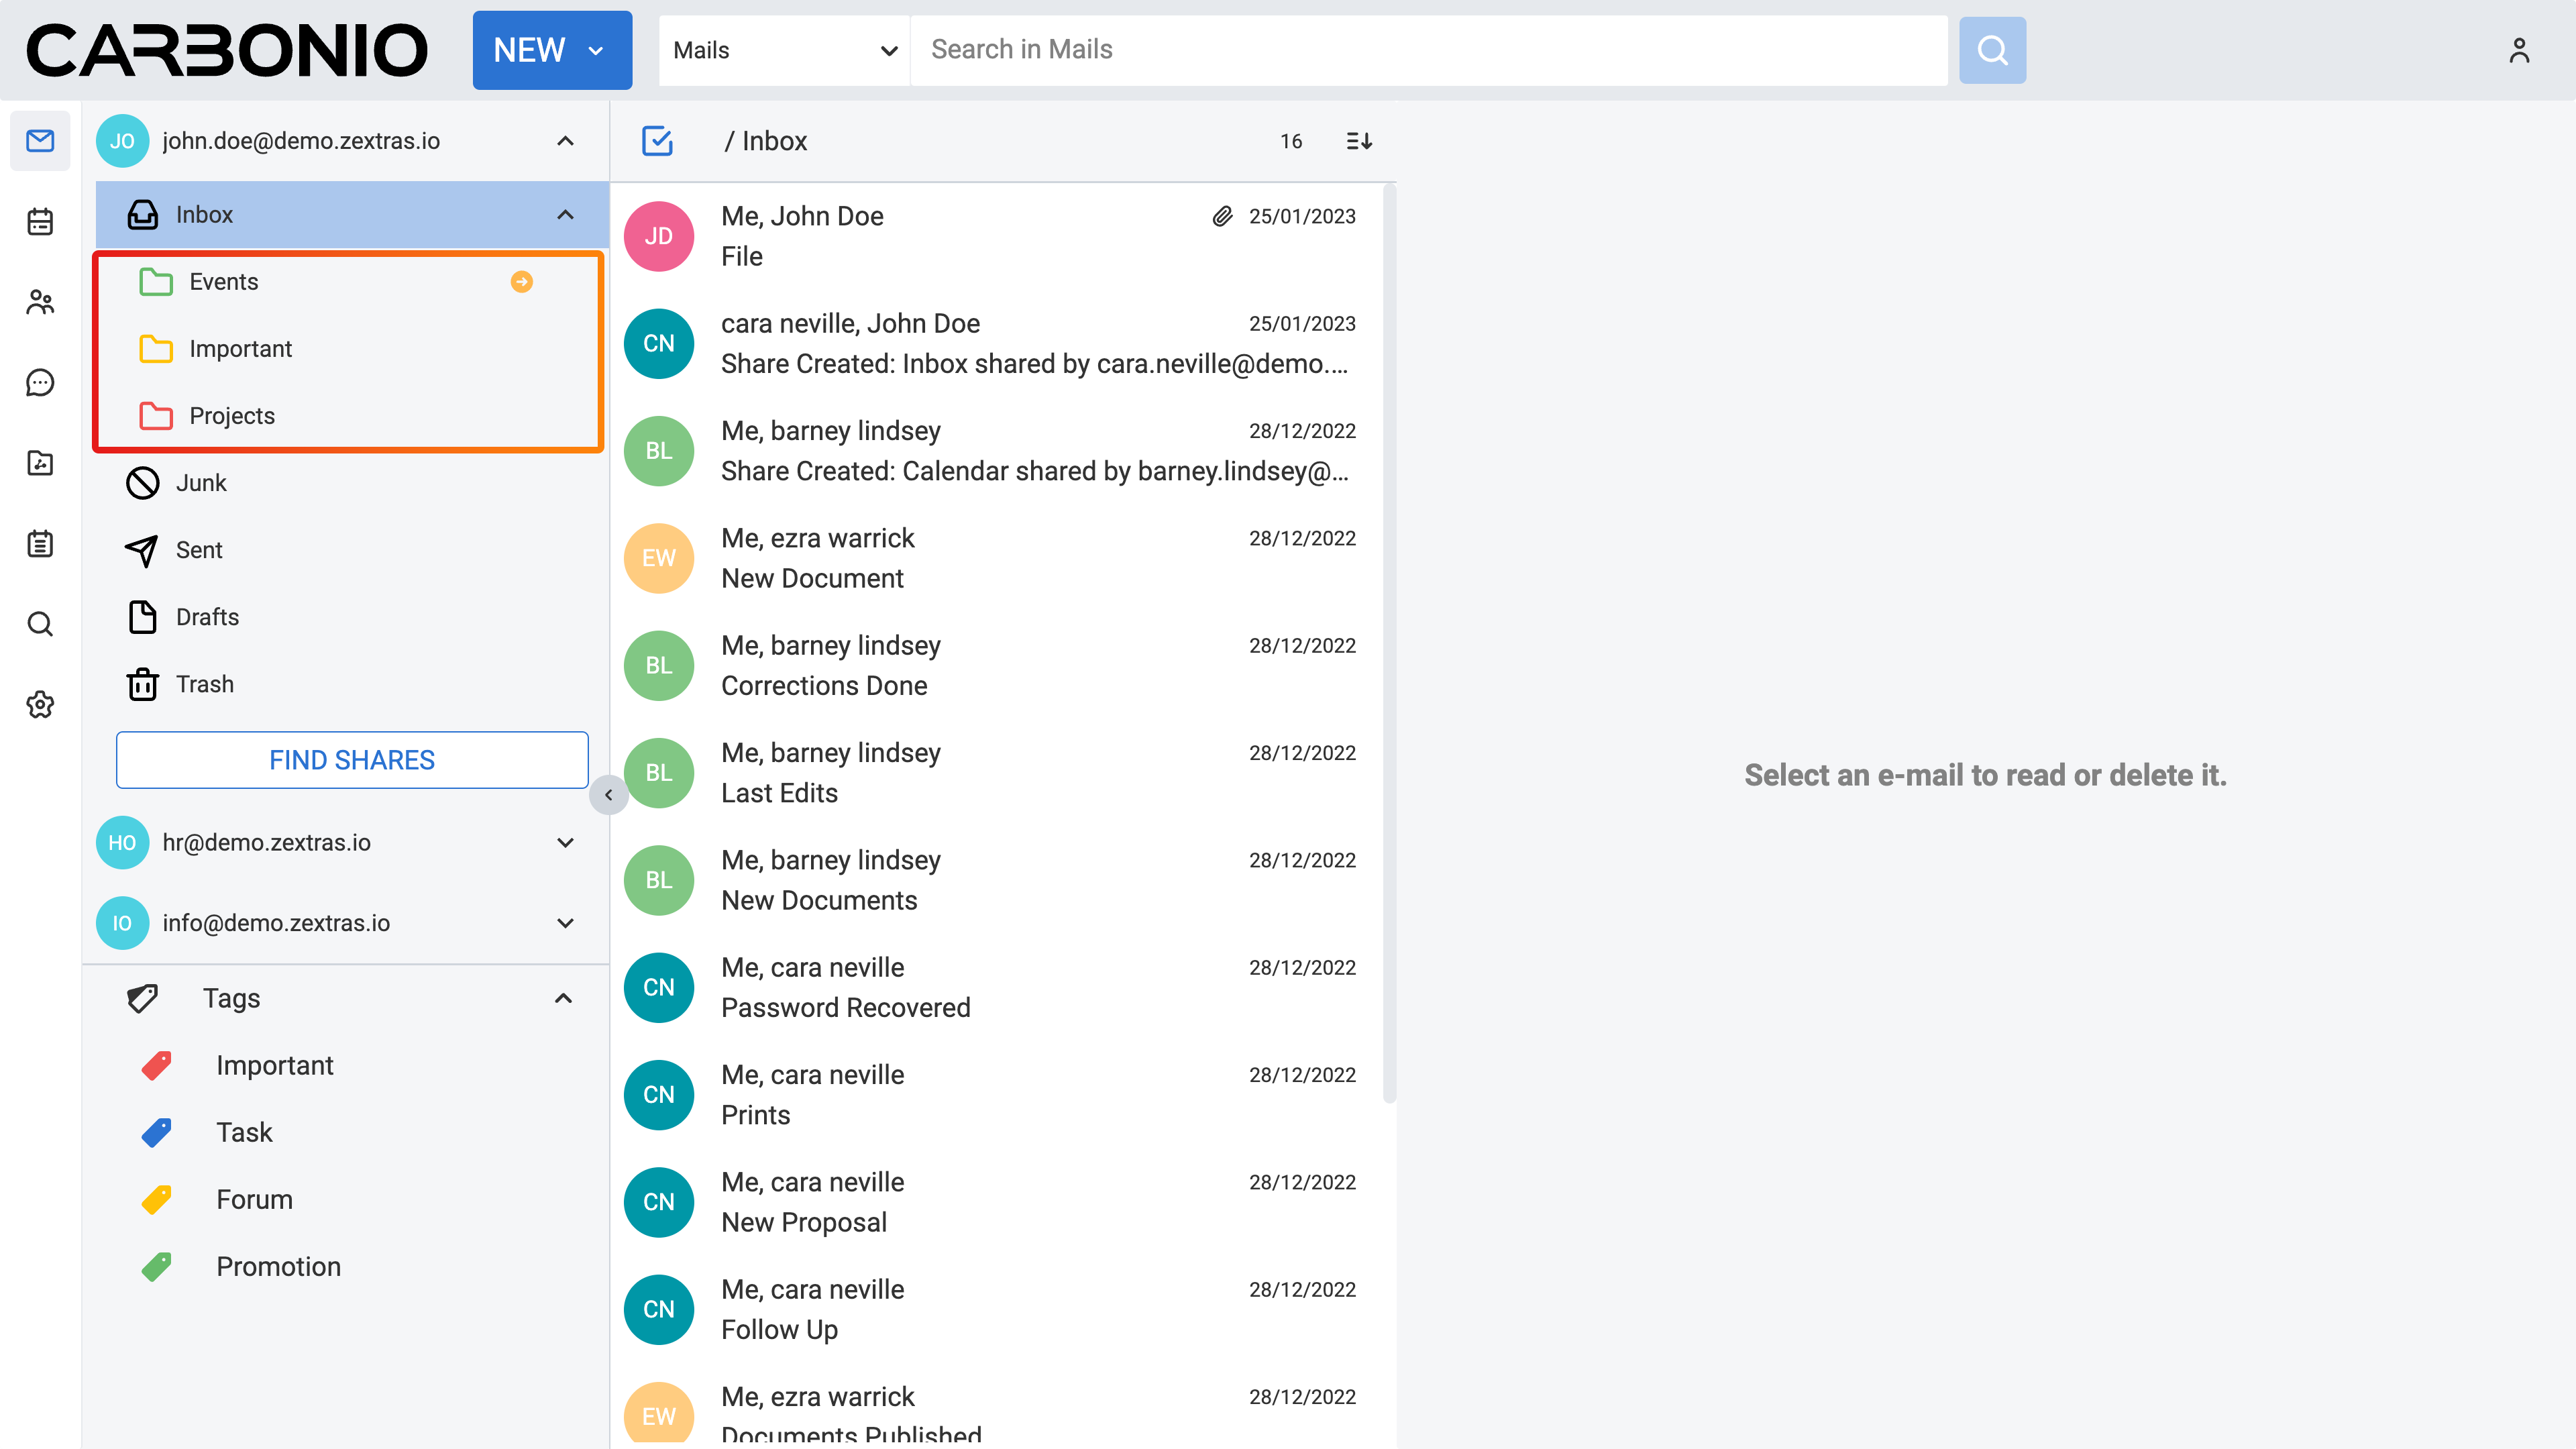 CARBONIO
NEW
Mails
Search in Mails
JO john.doe@demo.zextras.io
Inbox
Events
Important
Projects
Junk
Sent
Drafts
Trash
FIND SHARES
HO hr@demo.zextras.io
IO info@demo.zextras.io
Tags
Important
Task
Forum
Promotion
/ Inbox 16
JD Me, John Doe 25/01/2023
File
CN cara neville, John Doe 25/01/2023
Share Created: Inbox shared by cara.neville@demo....
BL Me, barney lindsey 28/12/2022
Share Created: Calendar shared by barney.lindsey@...
EW Me, ezra warrick 28/12/2022
New Document
BL Me, barney lindsey 28/12/2022
Corrections Done
BL Me, barney lindsey 28/12/2022
Last Edits
BL Me, barney lindsey 28/12/2022
New Documents
CN Me, cara neville 28/12/2022
Password Recovered
CN Me, cara neville 28/12/2022
Prints
CN Me, cara neville 28/12/2022
New Proposal
CN Me, cara neville 28/12/2022
Follow Up
EW Me, ezra warrick 28/12/2022
Documents Published
Select an e-mail to read or delete it.